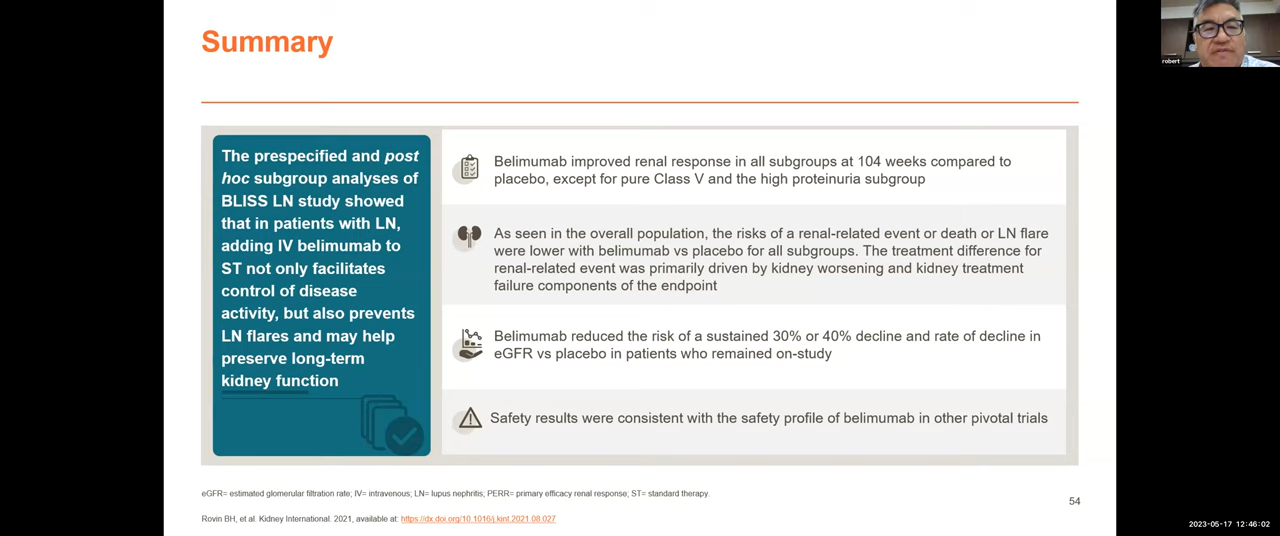 Summary
The prespecified and post
hoc subgroup analyses of
BLISS LN study showed
that in patients with LN,
adding IV belimumab to
ST not only facilitates
control of disease
activity, but also prevents
LN flares and may help
preserve long-term
kidney function
Belimumab improved renal response in all subgroups at 104 weeks compared to
placebo, except for pure Class V and the high proteinuria subgroup
As seen in the overall population, the risks of a renal-related event or death or LN flare
were lower with belimumab vs placebo for all subgroups. The treatment difference for
renal-related event was primarily driven by kidney worsening and kidney treatment
failure components of the endpoint
Belimumab reduced the risk of a sustained 30% or 40% decline and rate of decline in
eGFR vs placebo in patients who remained on-study
Safety results were consistent with the safety profile of belimumab in other pivotal trials
eGFR= estimated glomerular filtration rate; IV= intravenous; LN= lupus nephritis; PERR= primary efficacy renal response; ST= standard therapy.
54
Rovin BH, et al. Kidney International. 2021, available at: https://dx.doi.org/10.1016/j.kint.2021.08.027
robert
2023-05-17 12:46:02